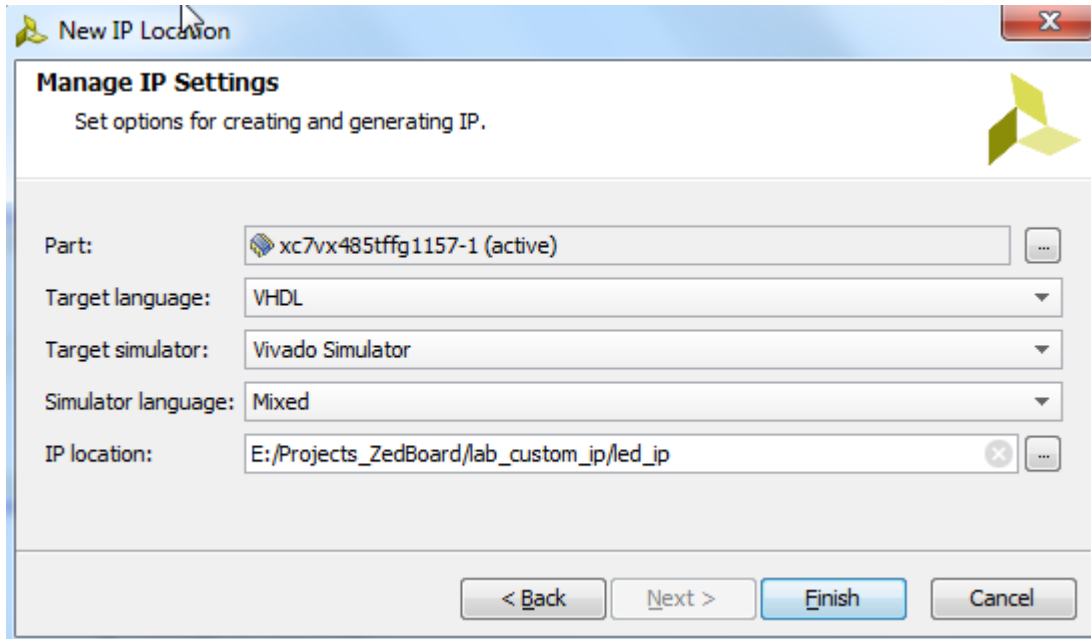 New IP Location
Manage IP Settings
Set options for creating and generating IP.
Part: xc7vx485tffg1157-1 (active) ...
Target language: VHDL
Target simulator: Vivado Simulator
Simulator language: Mixed
IP location: E:/Projects_ZedBoard/lab_custom_ip/led_ip ...
< Back Next > Finish Cancel